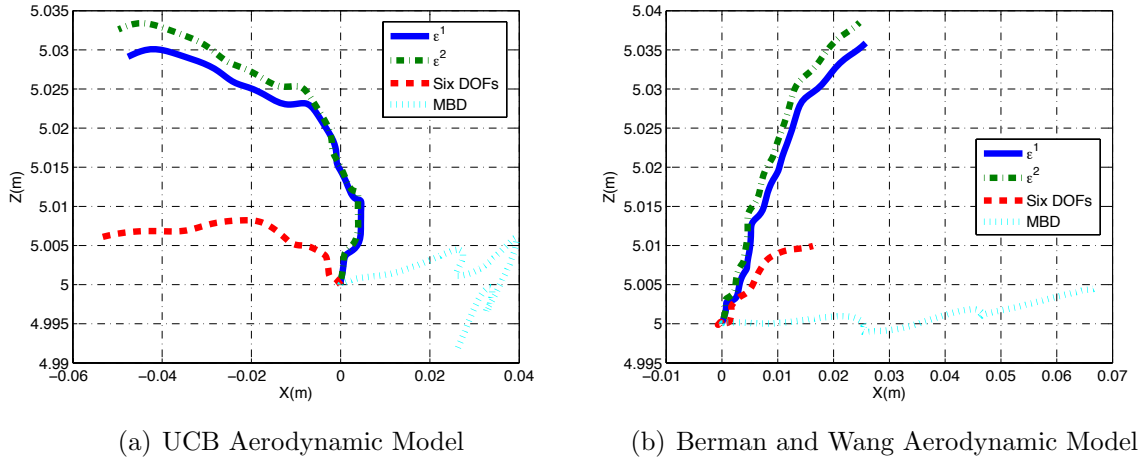 5.035
5.03
5.025
5.02
5.015
5.01
5.005
5
4.995
4.99
Z(m)
-0.06
-0.04
-0.02
0
0.02
0.04
X(m)
ε¹
ε²
Six DOFs
MBD
(a) UCB Aerodynamic Model
5.04
5.035
5.03
5.025
5.02
5.015
5.01
5.005
5
4.995
Z(m)
-0.01
0
0.01
0.02
0.03
0.04
0.05
0.06
0.07
X(m)
ε¹
ε²
Six DOFs
MBD
(b) Berman and Wang Aerodynamic Model